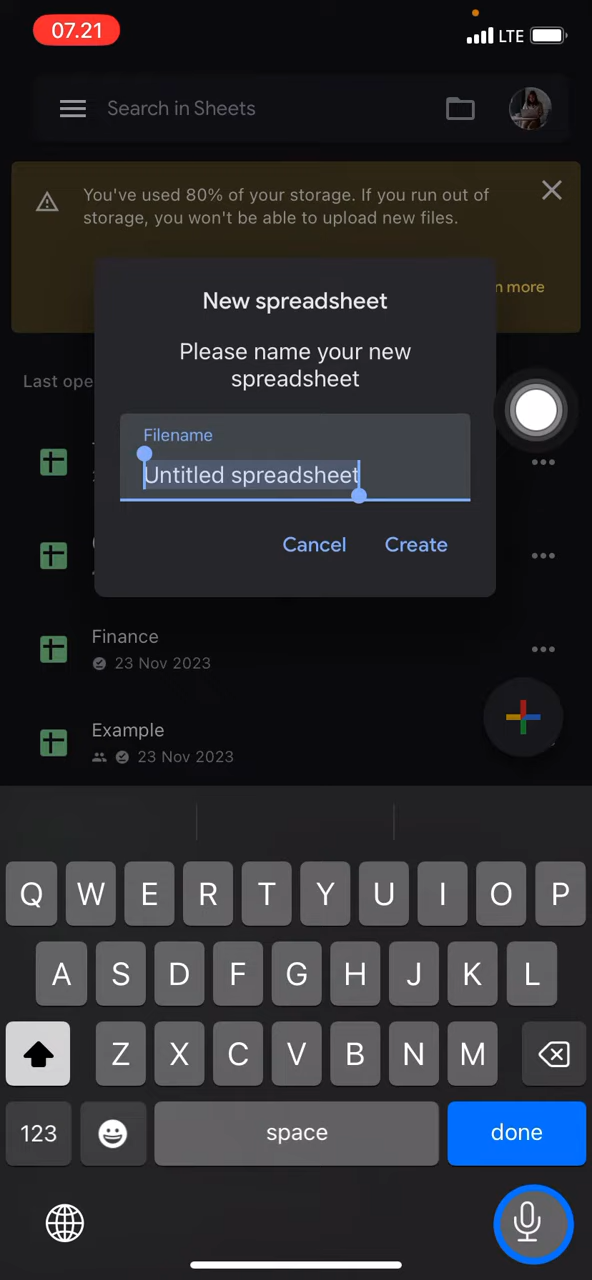 07.21
LTE
Search in Sheets
You've used 80% of your storage. If you run out of
storage, you won't be able to upload new files.
n more
New spreadsheet
Please name your new
spreadsheet
Last ope
Filename
Untitled spreadsheet
Cancel Create
Finance
23 Nov 2023
Example
23 Nov 2023
Q W E R T Y U I O P
A S D F G H J K L
Z X C V B N M
123 space done